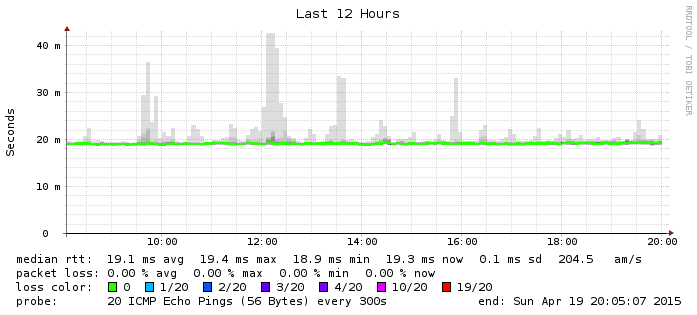 Last 12 Hours
RRDTOOL / TOBI OETIKER
Seconds
40 m
30 m
20 m
10 m
0
10:00 12:00 14:00 16:00 18:00 20:00
median rtt: 19.1 ms avg 19.4 ms max 18.9 ms min 19.3 ms now 0.1 ms sd 204.5 am/s
packet loss: 0.00 % avg 0.00 % max 0.00 % min 0.00 % now
loss color: 0 1/20 2/20 3/20 4/20 10/20 19/20
probe: 20 ICMP Echo Pings (56 Bytes) every 300s end: Sun Apr 19 20:05:07 2015